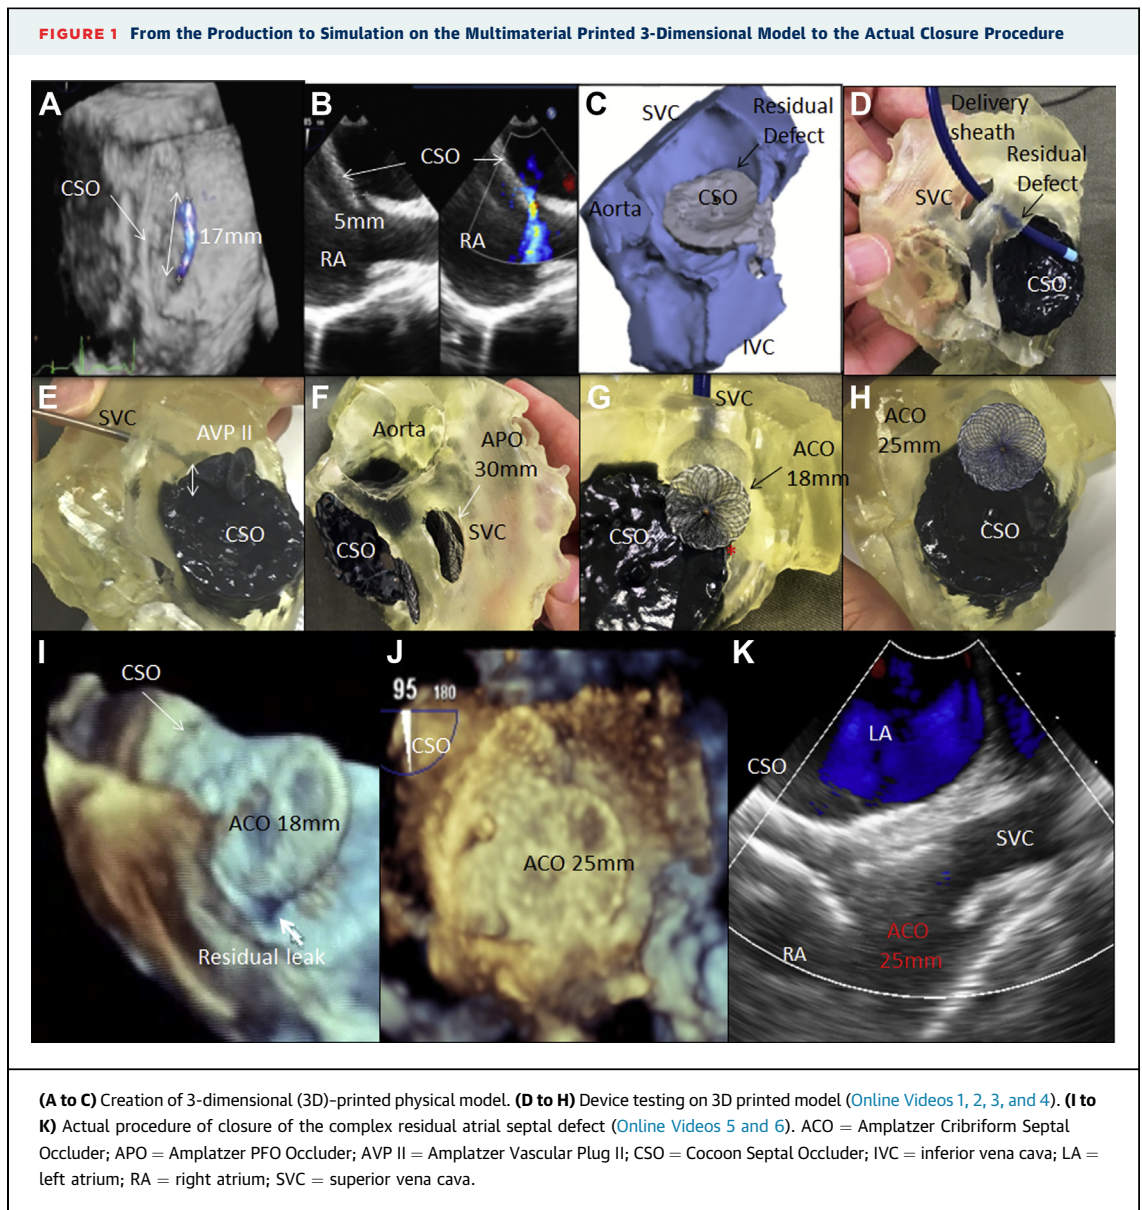 FIGURE 1 From the Production to Simulation on the Multimaterial Printed 3-Dimensional Model to the Actual Closure Procedure
A
CSO
17mm
B
CSO
5mm
RA
RA
C
SVC
Residual
Defect
CSO
Aorta
IVC
D
Delivery
sheath
Residual
Defect
SVC
CSO
E
SVC
AVP II
CSO
F
Aorta
APO
30mm
CSO
SVC
G
SVC
ACO
18mm
CSO
*
H
ACO
25mm
CSO
I
CSO
ACO 18mm
Residual leak
J
95 180
CSO
ACO 25mm
K
LA
CSO
SVC
ACO
25mm
RA
(A to C) Creation of 3-dimensional (3D)–printed physical model. (D to H) Device testing on 3D printed model (Online Videos 1, 2, 3, and 4). (I to
K) Actual procedure of closure of the complex residual atrial septal defect (Online Videos 5 and 6). ACO = Amplatzer Cribriform Septal
Occluder; APO = Amplatzer PFO Occluder; AVP II = Amplatzer Vascular Plug II; CSO = Cocoon Septal Occluder; IVC = inferior vena cava; LA =
left atrium; RA = right atrium; SVC = superior vena cava.